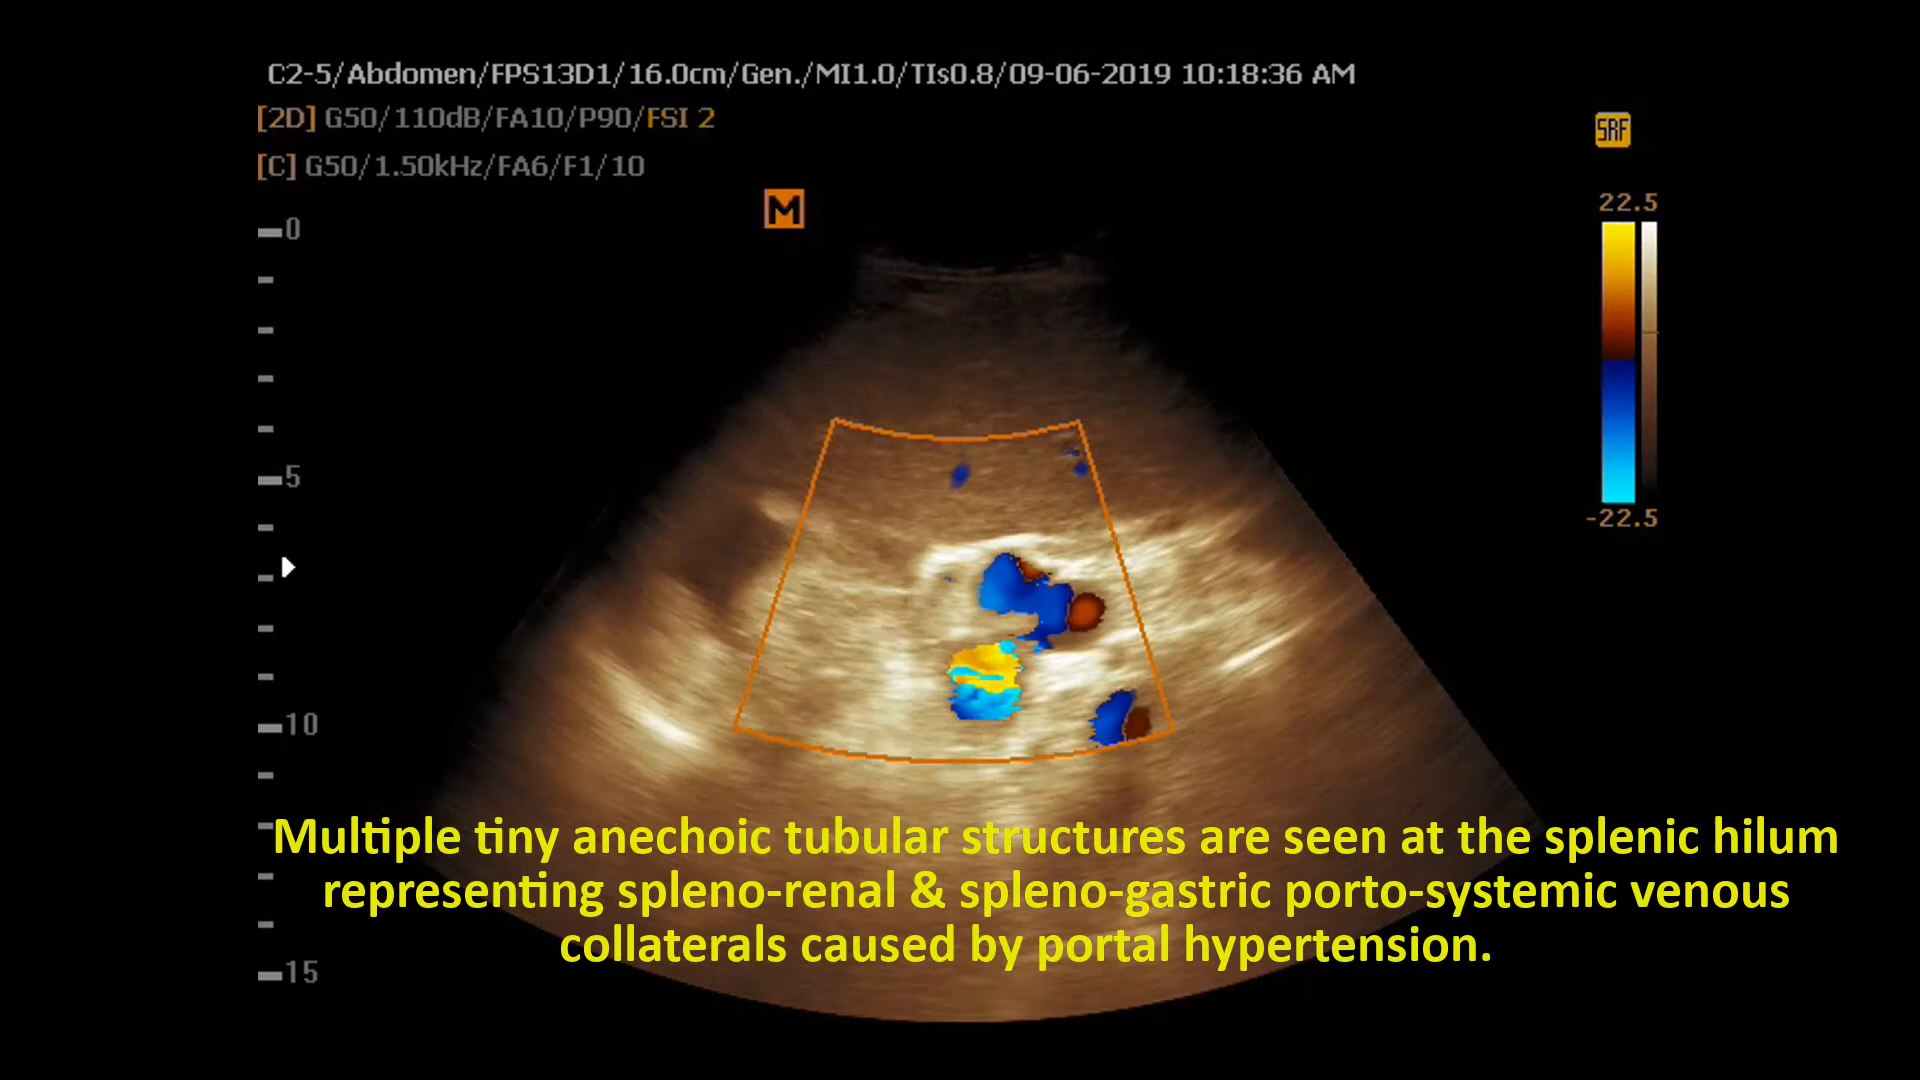 C2-5/Abdomen/FPS13D1/16.0cm/Gen./MI1.0/TIs0.8/09-06-2019 10:18:36 AM
[2D] G50/110dB/FA10/P90/FSI 2
SRF
[C] G50/1.50kHz/FA6/F1/10
M
22.5
0
5
-22.5
10
Multiple tiny anechoic tubular structures are seen at the splenic hilum
representing spleno-renal & spleno-gastric porto-systemic venous
collaterals caused by portal hypertension.
15